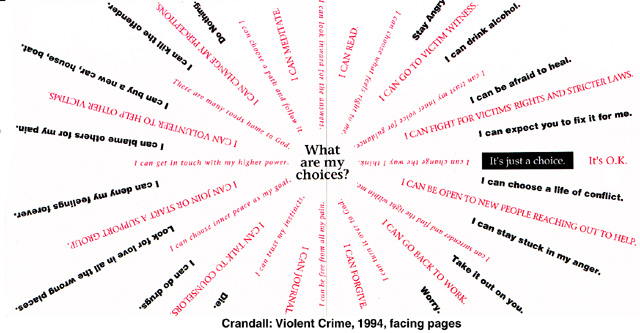 What
are my
choices?
I can look inward for the answers.
I CAN READ.
I can choose what feels right to me.
Stay Angry
I CAN GO TO VICTIM WITNESS.
I can drink alcohol.
I can trust my inner voice for guidance.
I can be afraid to heal.
I CAN FIGHT FOR VICTIMS' RIGHTS AND STRICTER LAWS.
I can expect you to fix it for me.
I can change the way I think.
It's just a choice.
It's O.K.
I can choose a life of conflict.
I CAN BE OPEN TO NEW PEOPLE REACHING OUT TO HELP.
I can stay stuck in my anger.
I can surrender and find the light within me.
I CAN GO BACK TO WORK.
Take it out on you.
I can turn it over to God.
Worry.
I CAN FORGIVE.
I can be free from all my pain.
I CAN JOURNAL
Die.
I can trust my instincts.
I CAN TALK TO COUNSELORS
I can do drugs.
I can choose inner peace as my goal.
Look for love in all the wrong places.
I CAN START A SUPPORT GROUP.
I can deny my feelings forever.
I can get in touch with my higher power.
I can blame others for my pain.
I CAN VOLUNTEER TO HELP OTHER VICTIMS.
I can buy a new car, house, boat.
There are many roads home to God.
I can kill the offender.
I CAN CHANGE MY PERCEPTIONS.
Do Nothing.
I can choose a path and follow it.
I CAN MEDITATE.
Crandall: Violent Crime, 1994, facing pages